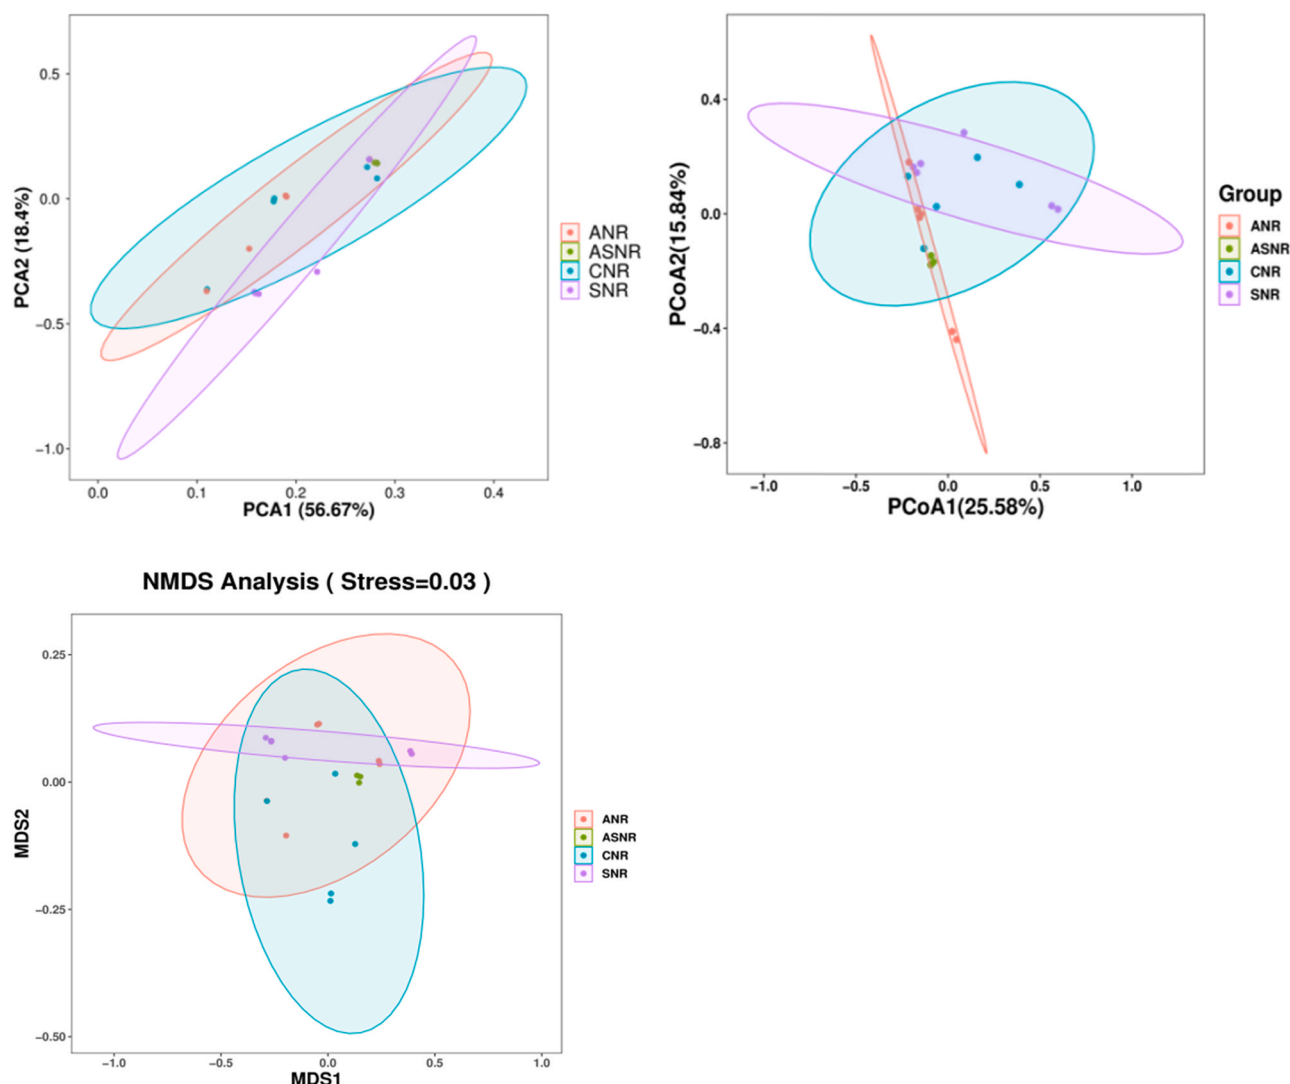 0.5
0.0
−0.5
−1.0
PCA2 (18.4%)
0.0 0.1 0.2 0.3 0.4
PCA1 (56.67%)
ANR
ASNR
CNR
SNR
0.4
0.0
−0.4
−0.8
PCoA2(15.84%)
−1.0 −0.5 0.0 0.5 1.0
PCoA1(25.58%)
Group
ANR
ASNR
CNR
SNR
NMDS Analysis ( Stress=0.03 )
0.25
0.00
−0.25
−0.50
MDS2
−1.0 −0.5 0.0 0.5 1.0
MDS1
ANR
ASNR
CNR
SNR